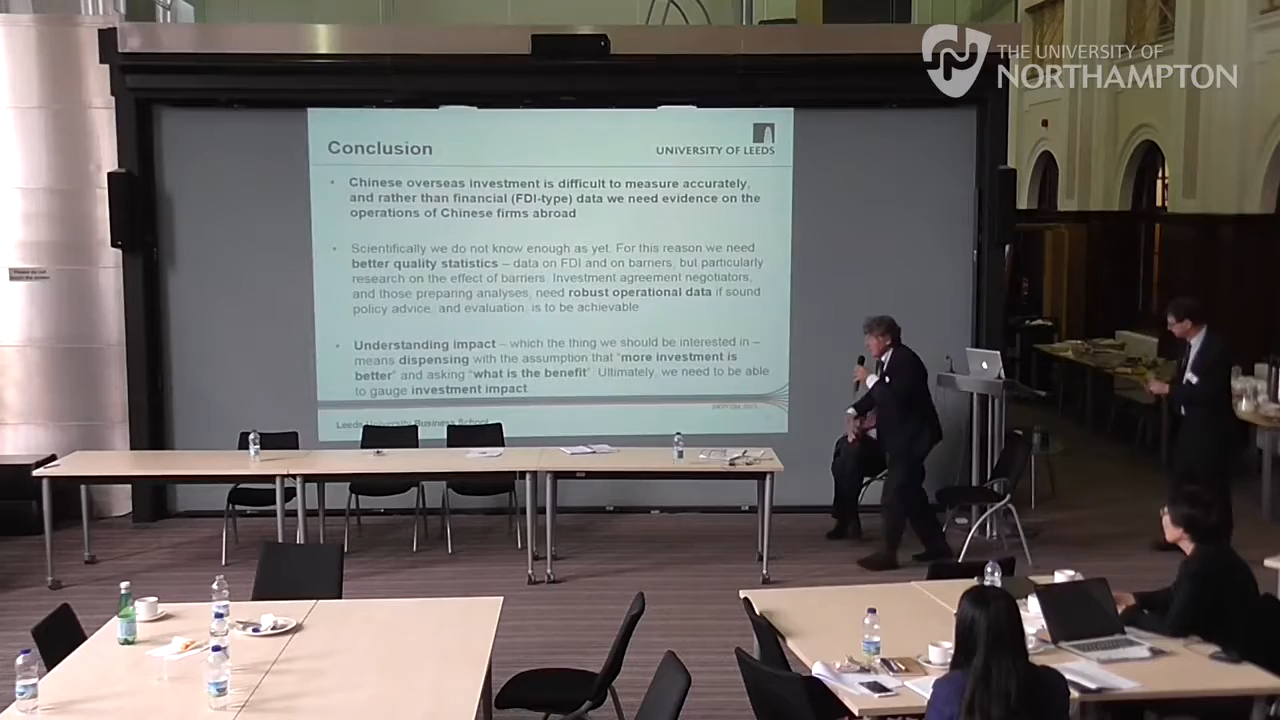 THE UNIVERSITY OF
NORTHAMPTON
Conclusion
UNIVERSITY OF LEEDS
• Chinese overseas investment is difficult to measure accurately,
and rather than financial (FDI-type) data we need evidence on the
operations of Chinese firms abroad
• Scientifically we do not know enough as yet. For this reason we need
better quality statistics – data on FDI and on barriers, but particularly
research on the effect of barriers. Investment agreement negotiators,
and those preparing analyses, need robust operational data if sound
policy advice, and evaluation, is to be achievable
• Understanding impact – which the thing we should be interested in –
means dispensing with the assumption that “more investment is
better” and asking “what is the benefit”. Ultimately, we need to be able
to gauge investment impact.
Leeds University Business School